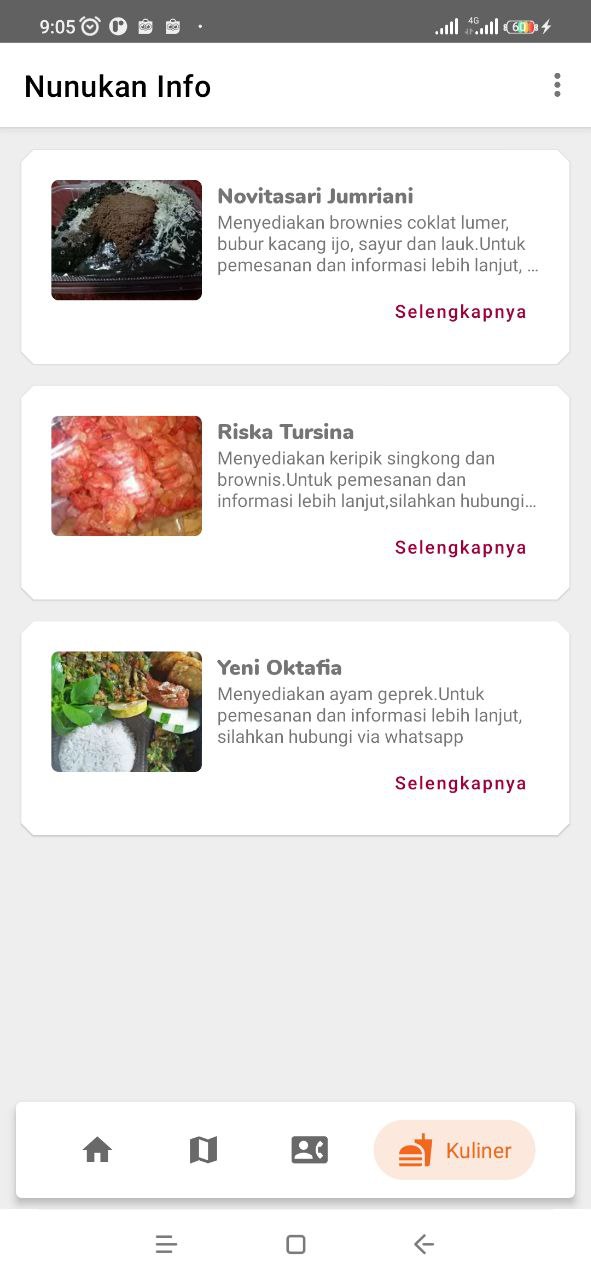 9:05
4G
60
Nunukan Info
Novitasari Jumriani
Menyediakan brownies coklat lumer,
bubur kacang ijo, sayur dan lauk.Untuk
pemesanan dan informasi lebih lanjut, ...
Selengkapnya
Riska Tursina
Menyediakan keripik singkong dan
brownis.Untuk pemesanan dan
informasi lebih lanjut,silahkan hubungi...
Selengkapnya
Yeni Oktafia
Menyediakan ayam geprek.Untuk
pemesanan dan informasi lebih lanjut,
silahkan hubungi via whatsapp
Selengkapnya
Kuliner